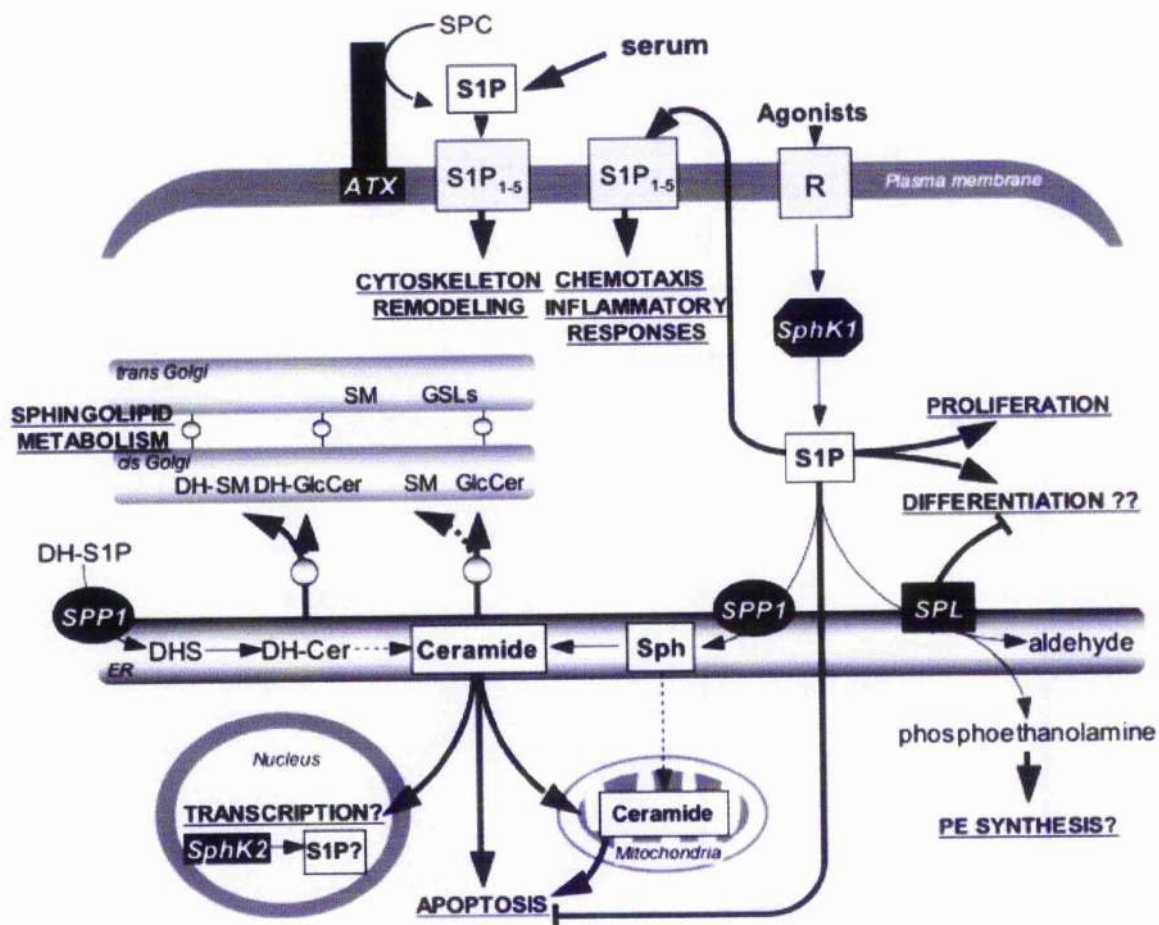 SPC
serum
S1P
Agonists
ATX
S1P1-5
S1P1-5
R
Plasma membrane
CYTOSKELETON
REMODELING
CHEMOTAXIS
INFLAMMATORY
RESPONSES
SphK1
trans Golgi
SM GSLs
SPHINGOLIPID
METABOLISM
cis Golgi
DH-SM DH-GlcCer SM GlcCer
S1P
PROLIFERATION
DIFFERENTIATION ??
DH-S1P
SPP1
SPP1
SPL
DHS
DH-Cer
Ceramide
Sph
aldehyde
ER
phosphoethanolamine
PE SYNTHESIS?
Nucleus
TRANSCRIPTION?
SphK2
S1P?
Ceramide
Mitochondria
APOPTOSIS